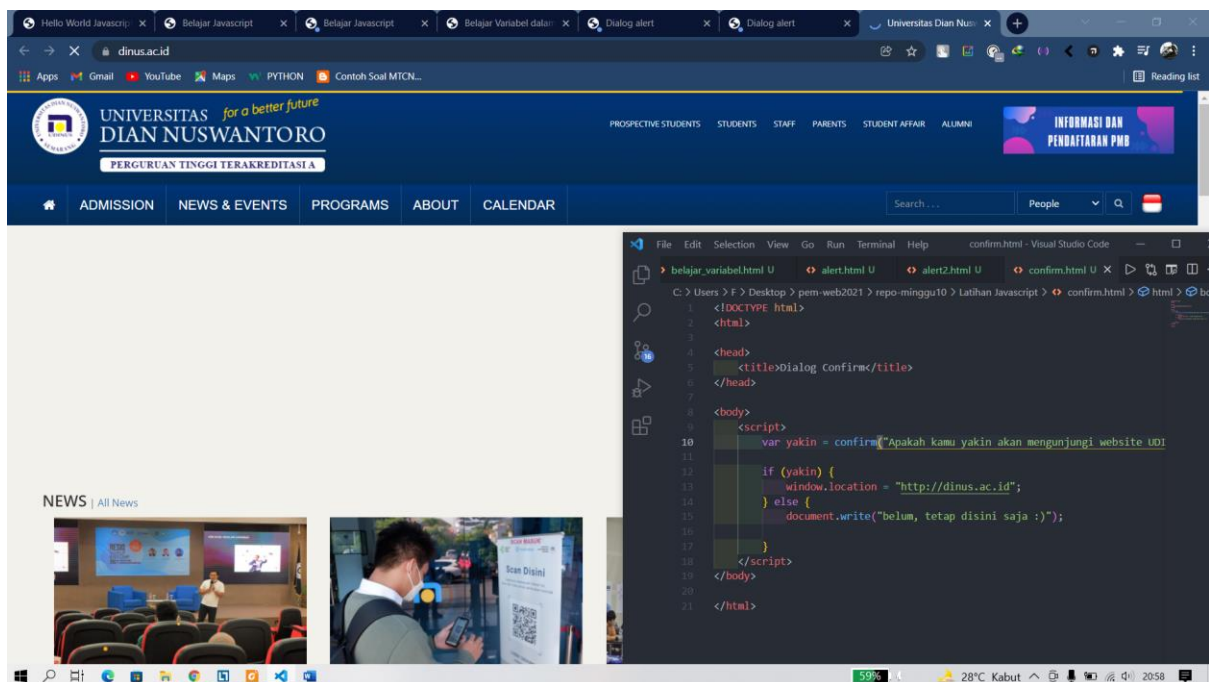 Hello World Javascrip
Belajar Javascript
Belajar Javascript
Belajar Variabel dalam
Dialog alert
Dialog alert
Universitas Dian Nus
dinus.ac.id
Apps
Gmail
YouTube
Maps
PYTHON
Contoh Soal MTCN...
Reading list
UNIVERSITAS for a better future
DIAN NUSWANTORO
PERGURUAN TINGGI TERAKREDITASI A
PROSPECTIVE STUDENTS STUDENTS STAFF PARENTS STUDENT AFFAIR ALUMNI
INFORMASI DAN
PENDAFTARAN PMB
ADMISSION NEWS & EVENTS PROGRAMS ABOUT CALENDAR
Search . . .
People
File Edit Selection View Go Run Terminal Help confirm.html - Visual Studio Code
belajar_variabel.html U alert.html U alert2.html U confirm.html U
C: > Users > F > Desktop > pem-web2021 > repo-minggu10 > Latihan Javascript > confirm.html > html > bo
1 <!DOCTYPE html>
2 <html>
3
4 <head>
5 <title>Dialog Confirm</title>
6 </head>
7
8 <body>
9 <script>
10 var yakin = confirm("Apakah kamu yakin akan mengunjungi website UDI
11
12 if (yakin) {
13 window.location = "http://dinus.ac.id";
14 } else {
15 document.write("belum, tetap disini saja :)");
16
17 }
18 </script>
19 </body>
20
21 </html>
16
NEWS | All News
SCAN MASUK
Scan Disini
59%
28°C Kabut
20:58